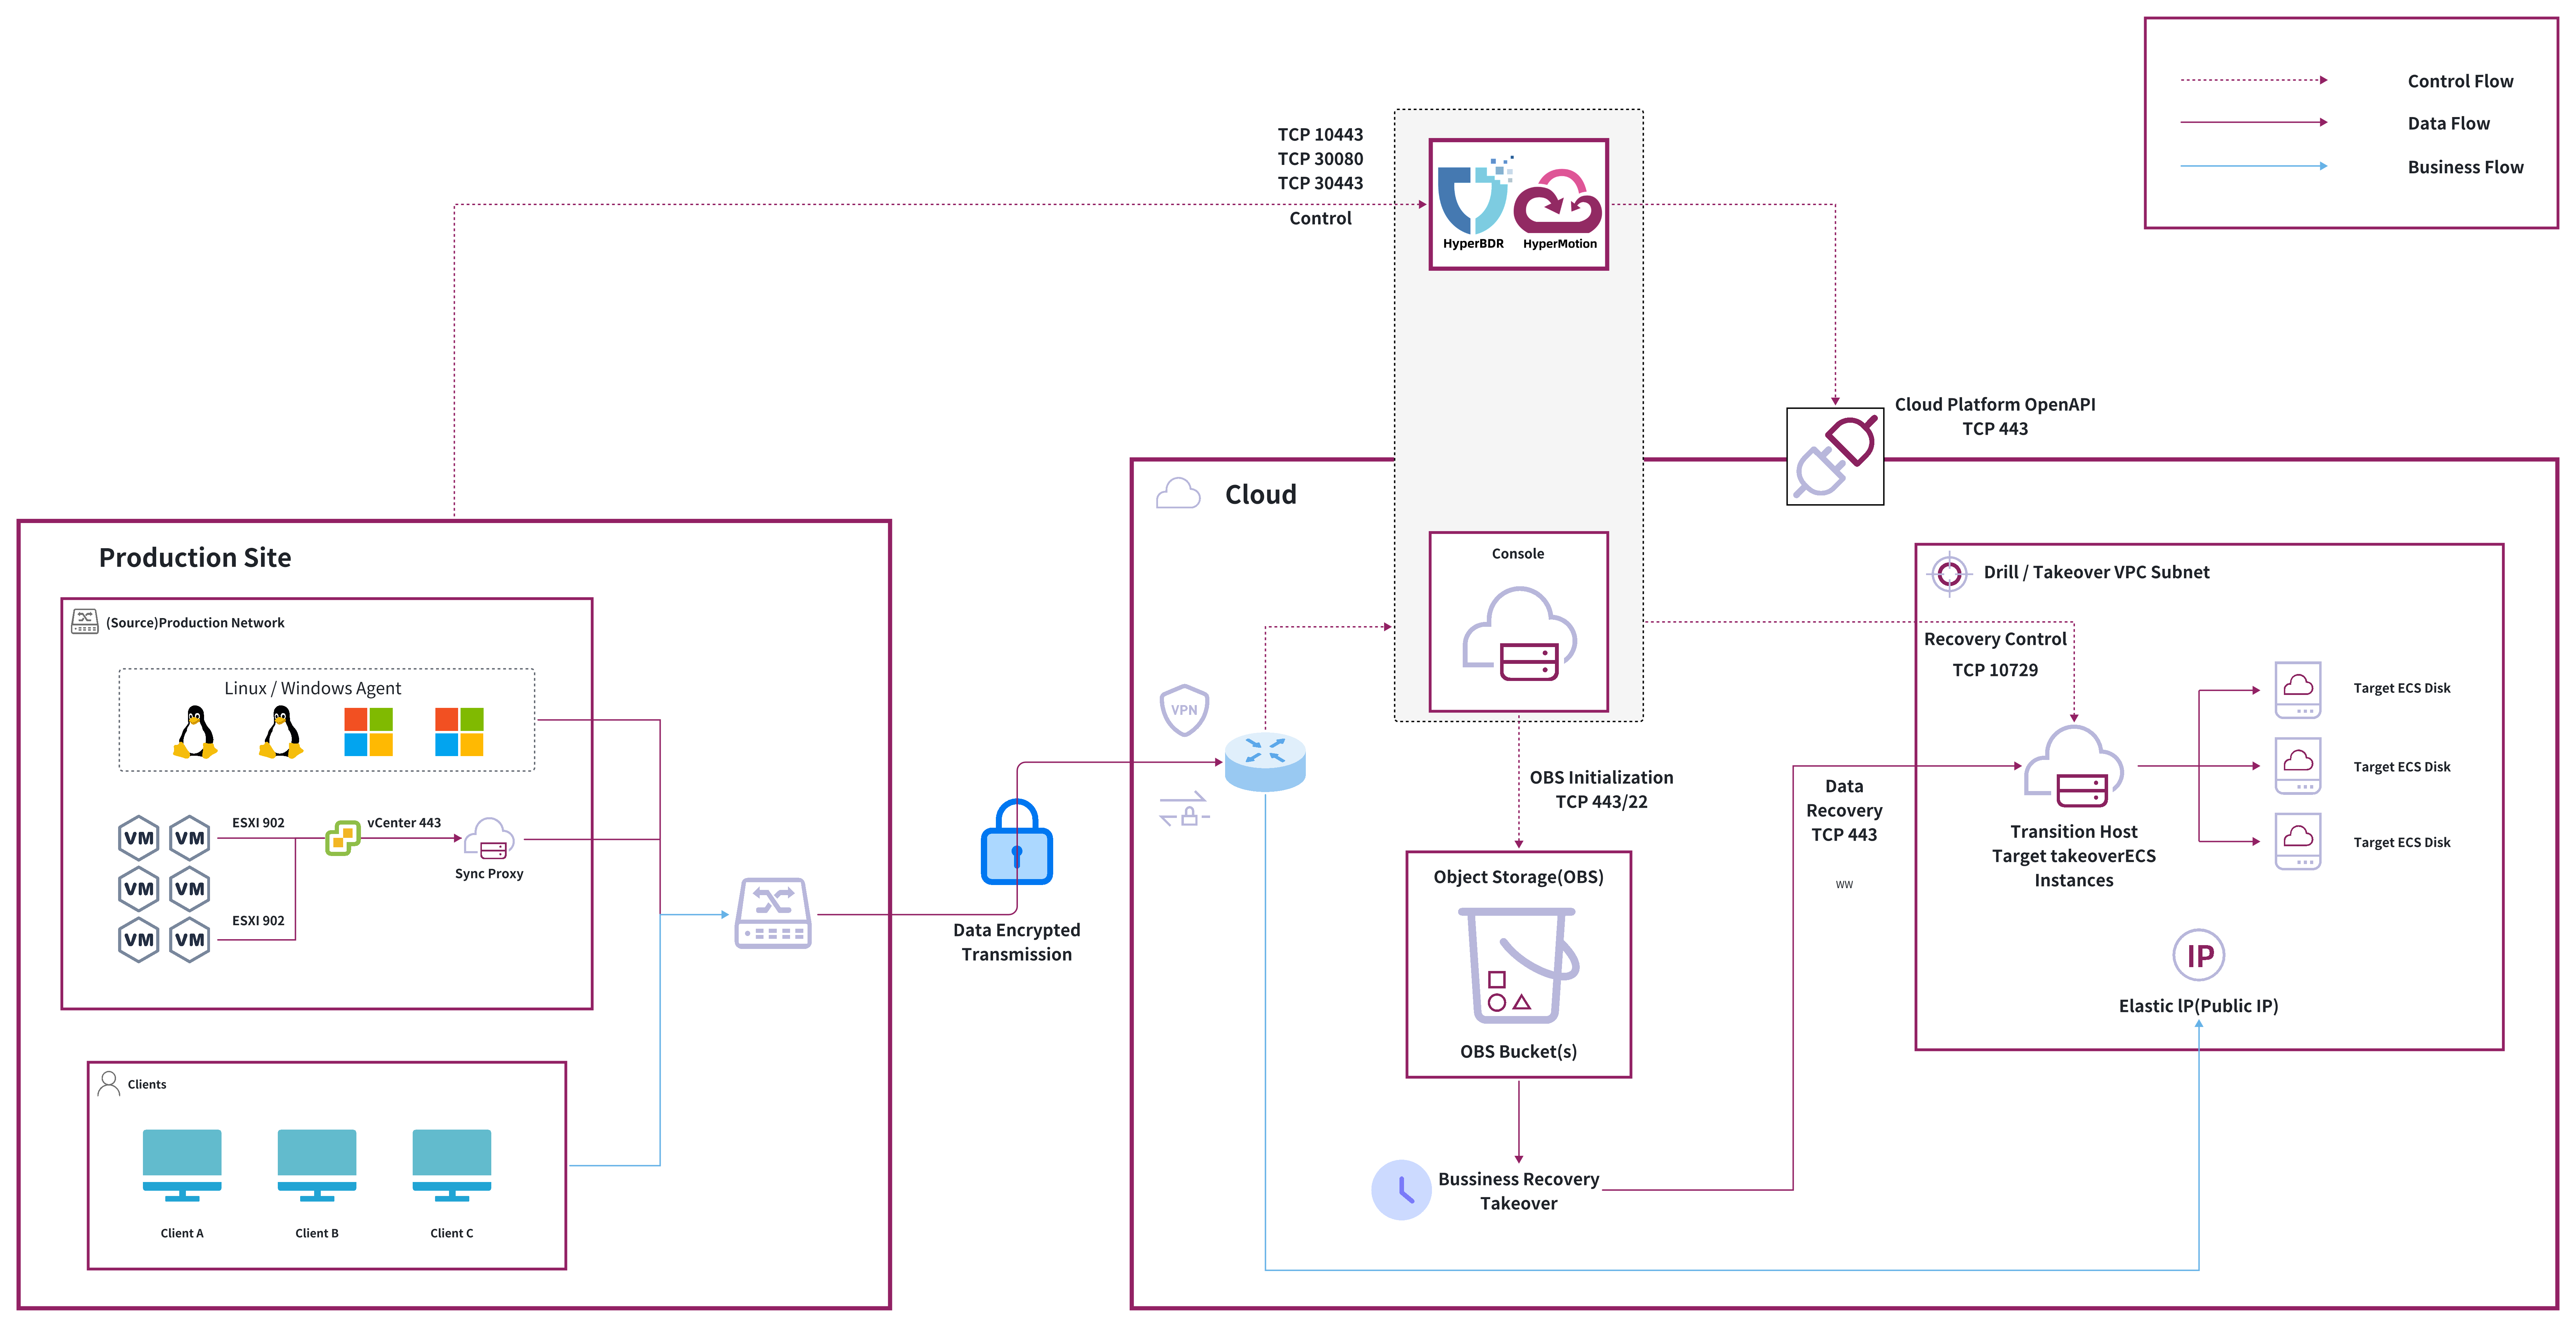 Control Flow
Data Flow
Business Flow
TCP 10443
TCP 30080
TCP 30443
Control
HyperBDR
HyperMotion
Cloud Platform OpenAPI
TCP 443
Cloud
Production Site
Console
Drill / Takeover VPC Subnet
(Source)Production Network
Recovery Control
TCP 10729
Linux / Windows Agent
Target ECS Disk
VPN
Target ECS Disk
OBS Initialization
TCP 443/22
Data
Recovery
TCP 443
WW
Transition Host
Target takeoverECS
Instances
Target ECS Disk
VM
VM
ESXI 902
vCenter 443
Sync Proxy
VM
VM
ESXI 902
VM
VM
Data Encrypted
Transmission
Object Storage(OBS)
OBS Bucket(s)
IP
Elastic lP(Public IP)
Clients
Client A
Client B
Client C
Bussiness Recovery
Takeover